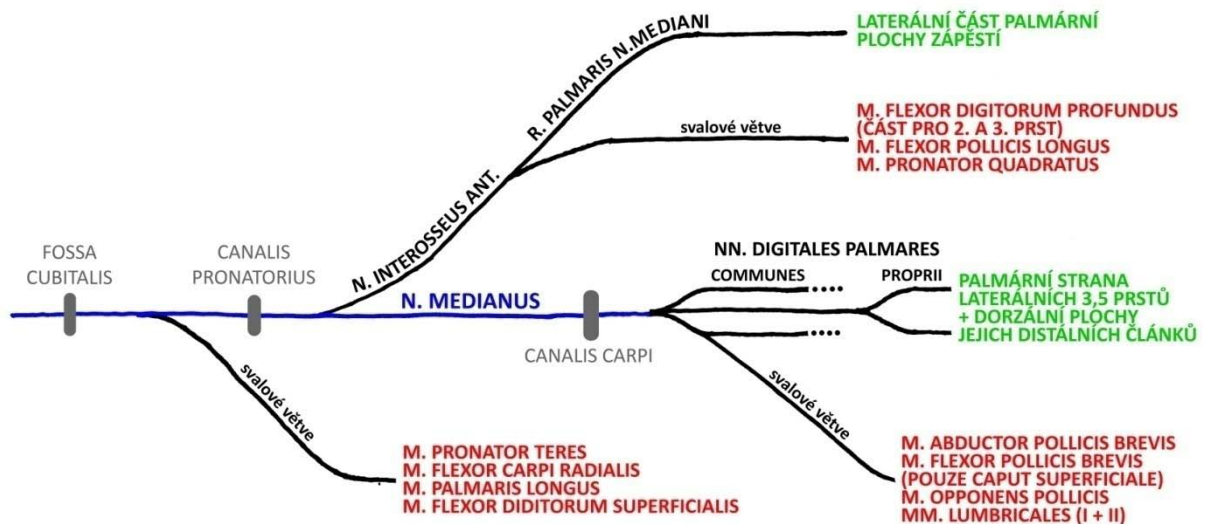 LATERÁLNÍ ČÁST PALMÁRNÍ
PLOCHY ZÁPĚSTÍ
R. PALMARIS N.MEDIANI
svalové větve
M. FLEXOR DIGITORUM PROFUNDUS
(ČÁST PRO 2. A 3. PRST)
M. FLEXOR POLLICIS LONGUS
M. PRONATOR QUADRATUS
N. INTEROSSEUS ANT.
FOSSA
CUBITALIS
CANALIS
PRONATORIUS
N. MEDIANUS
CANALIS CARPI
NN. DIGITALES PALMARES
COMMUNES
PROPRII
PALMÁRNÍ STRANA
LATERÁLNÍCH 3,5 PRSTŮ
+ DORZÁLNÍ PLOCHY
JEJICH DISTÁLNÍCH ČLÁNKŮ
svalové větve
M. PRONATOR TERES
M. FLEXOR CARPI RADIALIS
M. PALMARIS LONGUS
M. FLEXOR DIDITORUM SUPERFICIALIS
svalové větve
M. ABDUCTOR POLLICIS BREVIS
M. FLEXOR POLLICIS BREVIS
(POUZE CAPUT SUPERFICIALE)
M. OPPONENS POLLICIS
MM. LUMBRICALES (I + II)